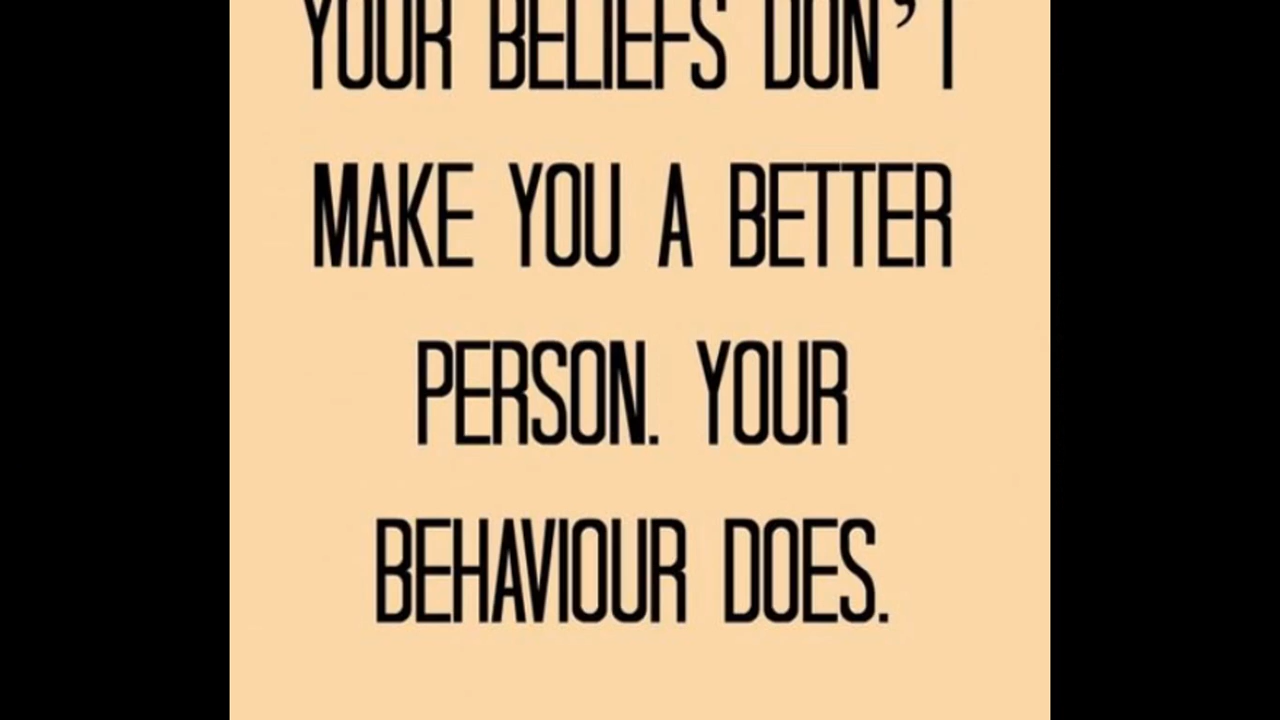 YOUR BELIEFS DON'T
MAKE YOU A BETTER
PERSON. YOUR
BEHAVIOUR DOES.